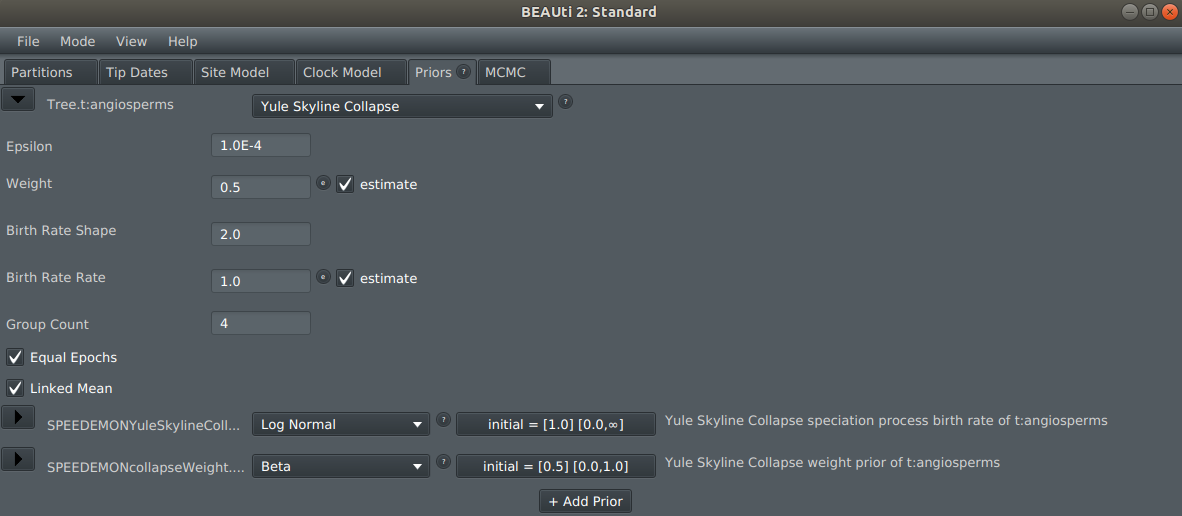 BEAUti 2: Standard
File Mode View Help
Partitions Tip Dates Site Model Clock Model Priors ? MCMC
Tree.t:angiosperms Yule Skyline Collapse ?
Epsilon 1.0E-4
Weight 0.5 e estimate
Birth Rate Shape 2.0
Birth Rate Rate 1.0 e estimate
Group Count 4
Equal Epochs
Linked Mean
SPEEDEMONYuleSkylineColl... Log Normal ? initial = [1.0] [0.0,∞] Yule Skyline Collapse speciation process birth rate of t:angiosperms
SPEEDEMONcollapseWeight.... Beta ? initial = [0.5] [0.0,1.0] Yule Skyline Collapse weight prior of t:angiosperms
+ Add Prior